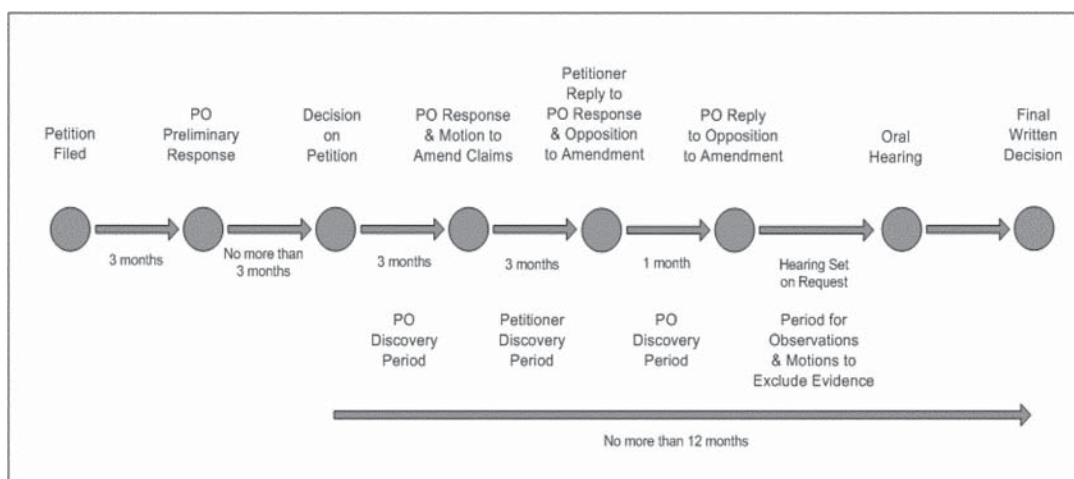 Petition
Filed
PO
Preliminary
Response
Decision
on
Petition
PO Response
& Motion to
Amend Claims
Petitioner
Reply to
PO Response
& Opposition
to Amendment
PO Reply
to Opposition
to Amendment
Oral
Hearing
Final
Written
Decision
3 months
No more than
3 months
3 months
3 months
1 month
Hearing Set
on Request
PO
Discovery
Period
Petitioner
Discovery
Period
PO
Discovery
Period
Period for
Observations
& Motions to
Exclude Evidence
No more than 12 months